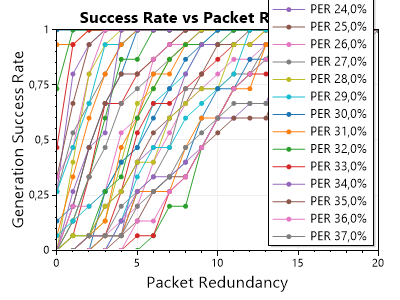 Success Rate vs Packet R
PER 24,0%
PER 25,0%
PER 26,0%
PER 27,0%
PER 28,0%
PER 29,0%
PER 30,0%
PER 31,0%
PER 32,0%
PER 33,0%
PER 34,0%
PER 35,0%
PER 36,0%
PER 37,0%
Generation Success Rate
1
0,75
0,5
0,25
0
0
5
10
15
20
Packet Redundancy